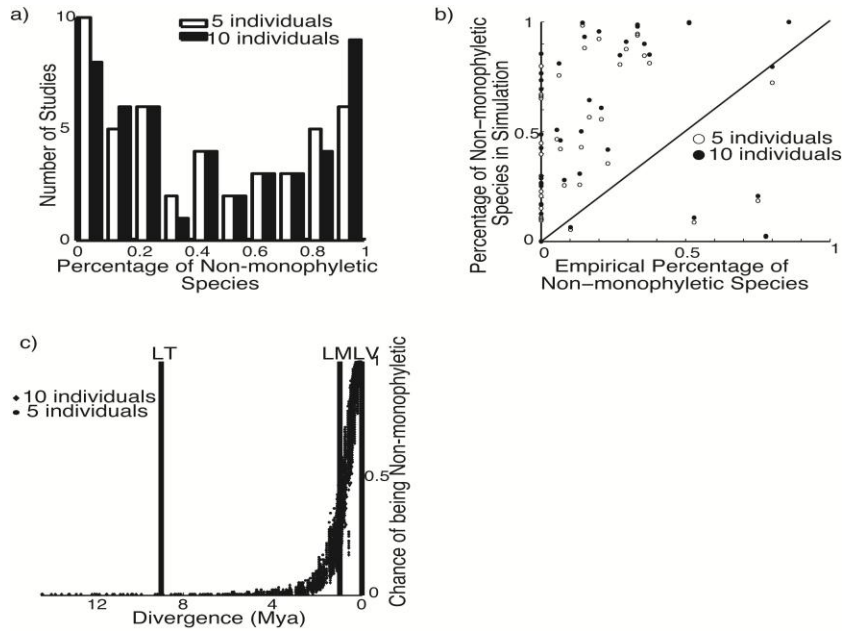 a)
5 individuals
10 individuals
10
5
0
Number of Studies
0 0.2 0.4 0.6 0.8 1
Percentage of Non-monophyletic
Species
b)
Percentage of Non-monophyletic
Species in Simulation
1
0.5
0
5 individuals
10 individuals
0.5 1
Empirical Percentage of
Non-monophyletic Species
c)
LT LMLV
10 individuals
5 individuals
1
0.5
0
Chance of being Non-monophyletic
12 8 4 0
Divergence (Mya)